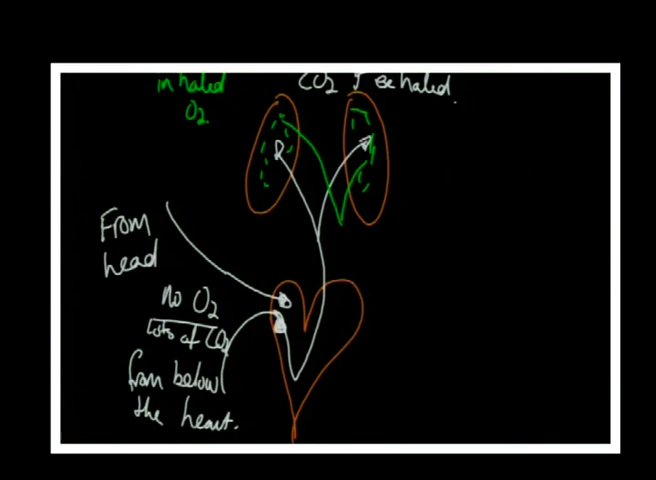 inhaled
O2.
CO2 & exhaled.
From
head
No O2
Lots of CO2
from below
the heart.